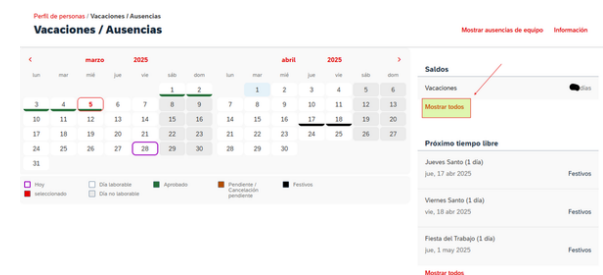 Perfil de personas / Vacaciones / Ausencias
Vacaciones / Ausencias
Mostrar ausencias de equipo Información
< marzo 2025 abril 2025 >
lun mar mié jue vie sáb dom lun mar mié jue vie sáb dom
1 2 1 2 3 4 5 6
3 4 5 6 7 8 9 7 8 9 10 11 12 13
10 11 12 13 14 15 16 14 15 16 17 18 19 20
17 18 19 20 21 22 23 21 22 23 24 25 26 27
24 25 26 27 28 29 30 28 29 30
31
Hoy Día laborable Aprobado Pendiente / Cancelación pendiente Festivos
seleccionado Día no laborable
Saldos
Vacaciones días
Mostrar todos
Próximo tiempo libre
Jueves Santo (1 día)
jue, 17 abr 2025 Festivos
Viernes Santo (1 día)
vie, 18 abr 2025 Festivos
Fiesta del Trabajo (1 día)
jue, 1 may 2025 Festivos
Mostrar todos